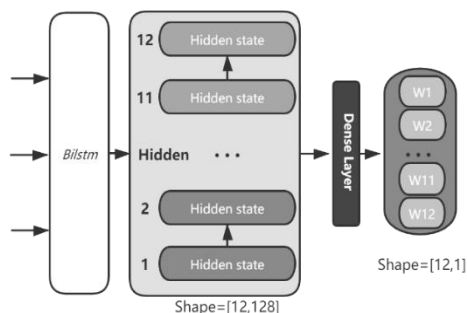 Bilstm
12 Hidden state
11 Hidden state
Hidden ...
2 Hidden state
1 Hidden state
Shape=[12,128]
Dense Layer
W1
W2
...
W11
W12
Shape=[12,1]